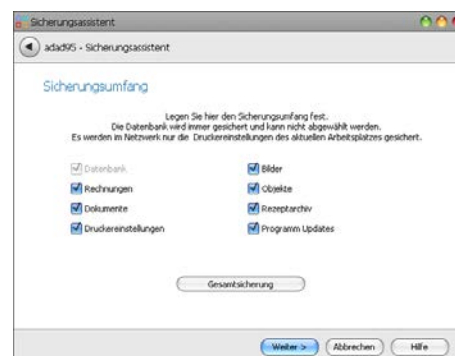 Sicherungsassistent
adad95 - Sicherungsassistent
Sicherungsumfang
Legen Sie hier den Sicherungsumfang fest.
Die Datenbank wird immer gesichert und kann nicht abgewählt werden.
Es werden im Netzwerk nur die Druckereinstellungen des aktuellen Arbeitsplatzes gesichert.
Datenbank
Bilder
Rechnungen
Objekte
Dokumente
Rezeptarchiv
Druckereinstellungen
Programm Updates
Gesamtsicherung
Weiter >
Abbrechen
Hilfe